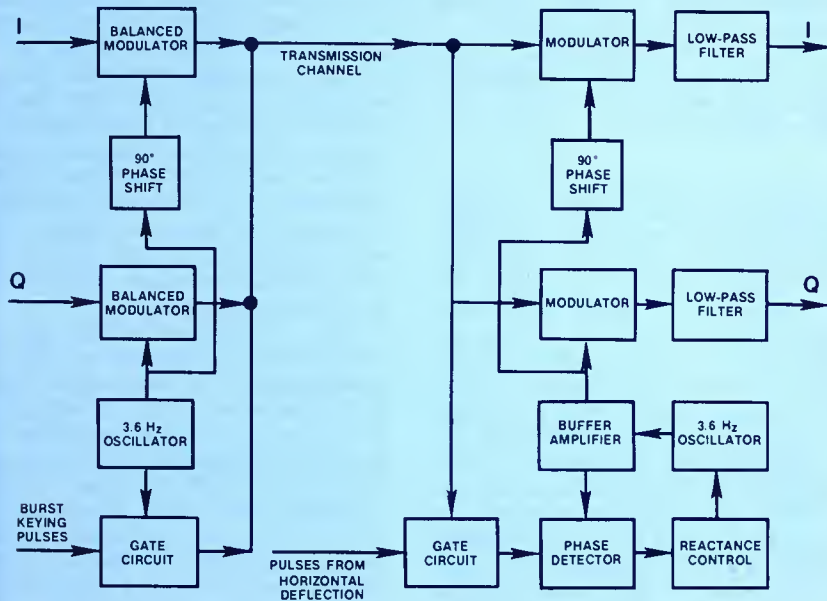 I
BALANCED
MODULATOR
TRANSMISSION
CHANNEL
MODULATOR
LOW-PASS
FILTER
I
90°
PHASE
SHIFT
90°
PHASE
SHIFT
Q
BALANCED
MODULATOR
MODULATOR
LOW-PASS
FILTER
Q
3.6 Hz
OSCILLATOR
BUFFER
AMPLIFIER
3.6 Hz
OSCILLATOR
BURST
KEYING
PULSES
GATE
CIRCUIT
PULSES FROM
HORIZONTAL
DEFLECTION
GATE
CIRCUIT
PHASE
DETECTOR
REACTANCE
CONTROL